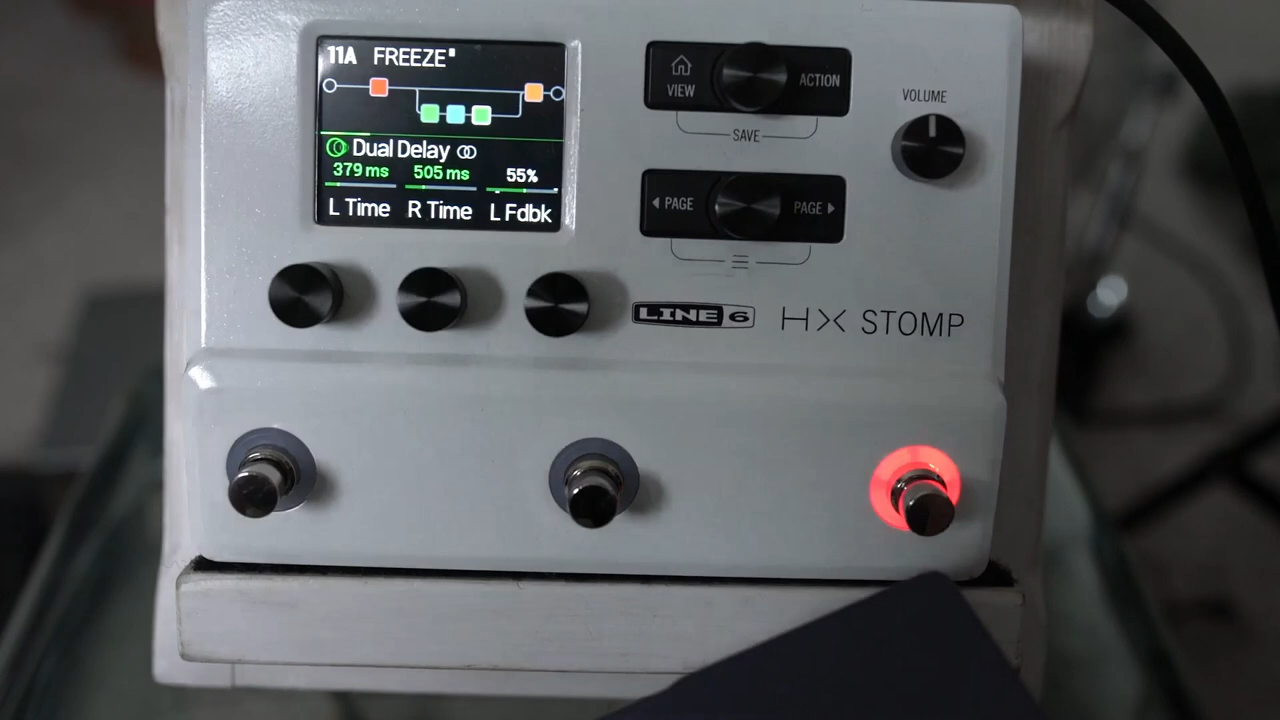 11A FREEZE
Dual Delay
379 ms 505 ms 55%
L Time R Time L Fdbk
VIEW ACTION
SAVE
VOLUME
PAGE PAGE
LINE 6 HX STOMP